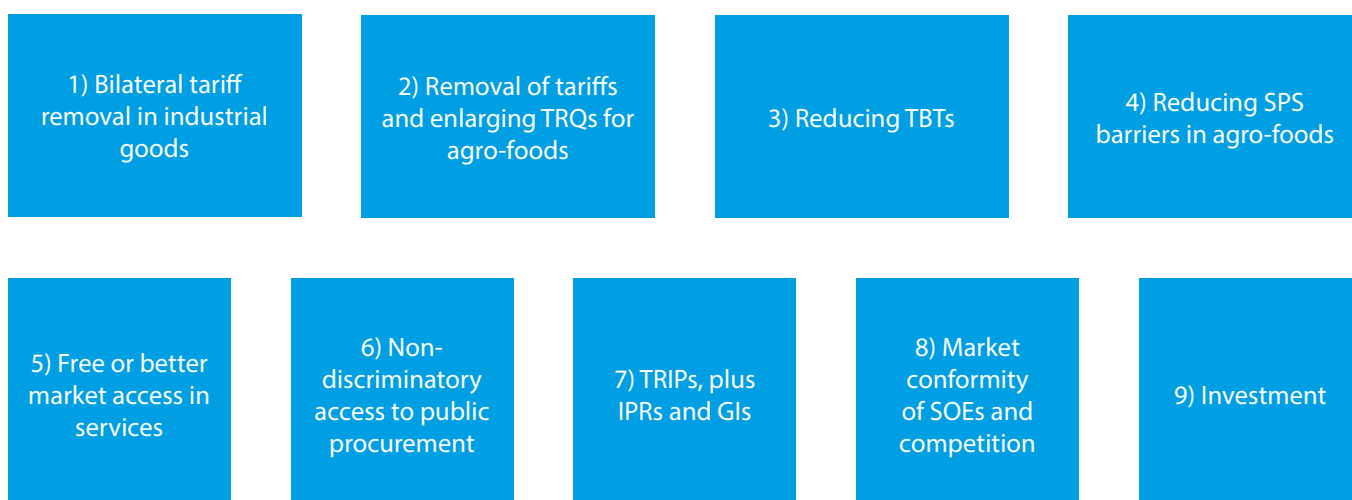 1) Bilateral tariff
removal in industrial
goods
2) Removal of tariffs
and enlarging TRQs for
agro-foods
3) Reducing TBTs
4) Reducing SPS
barriers in agro-foods
5) Free or better
market access in
services
6) Non-
discriminatory
access to public
procurement
7) TRIPs, plus
IPRs and GIs
8) Market
conformity
of SOEs and
competition
9) Investment